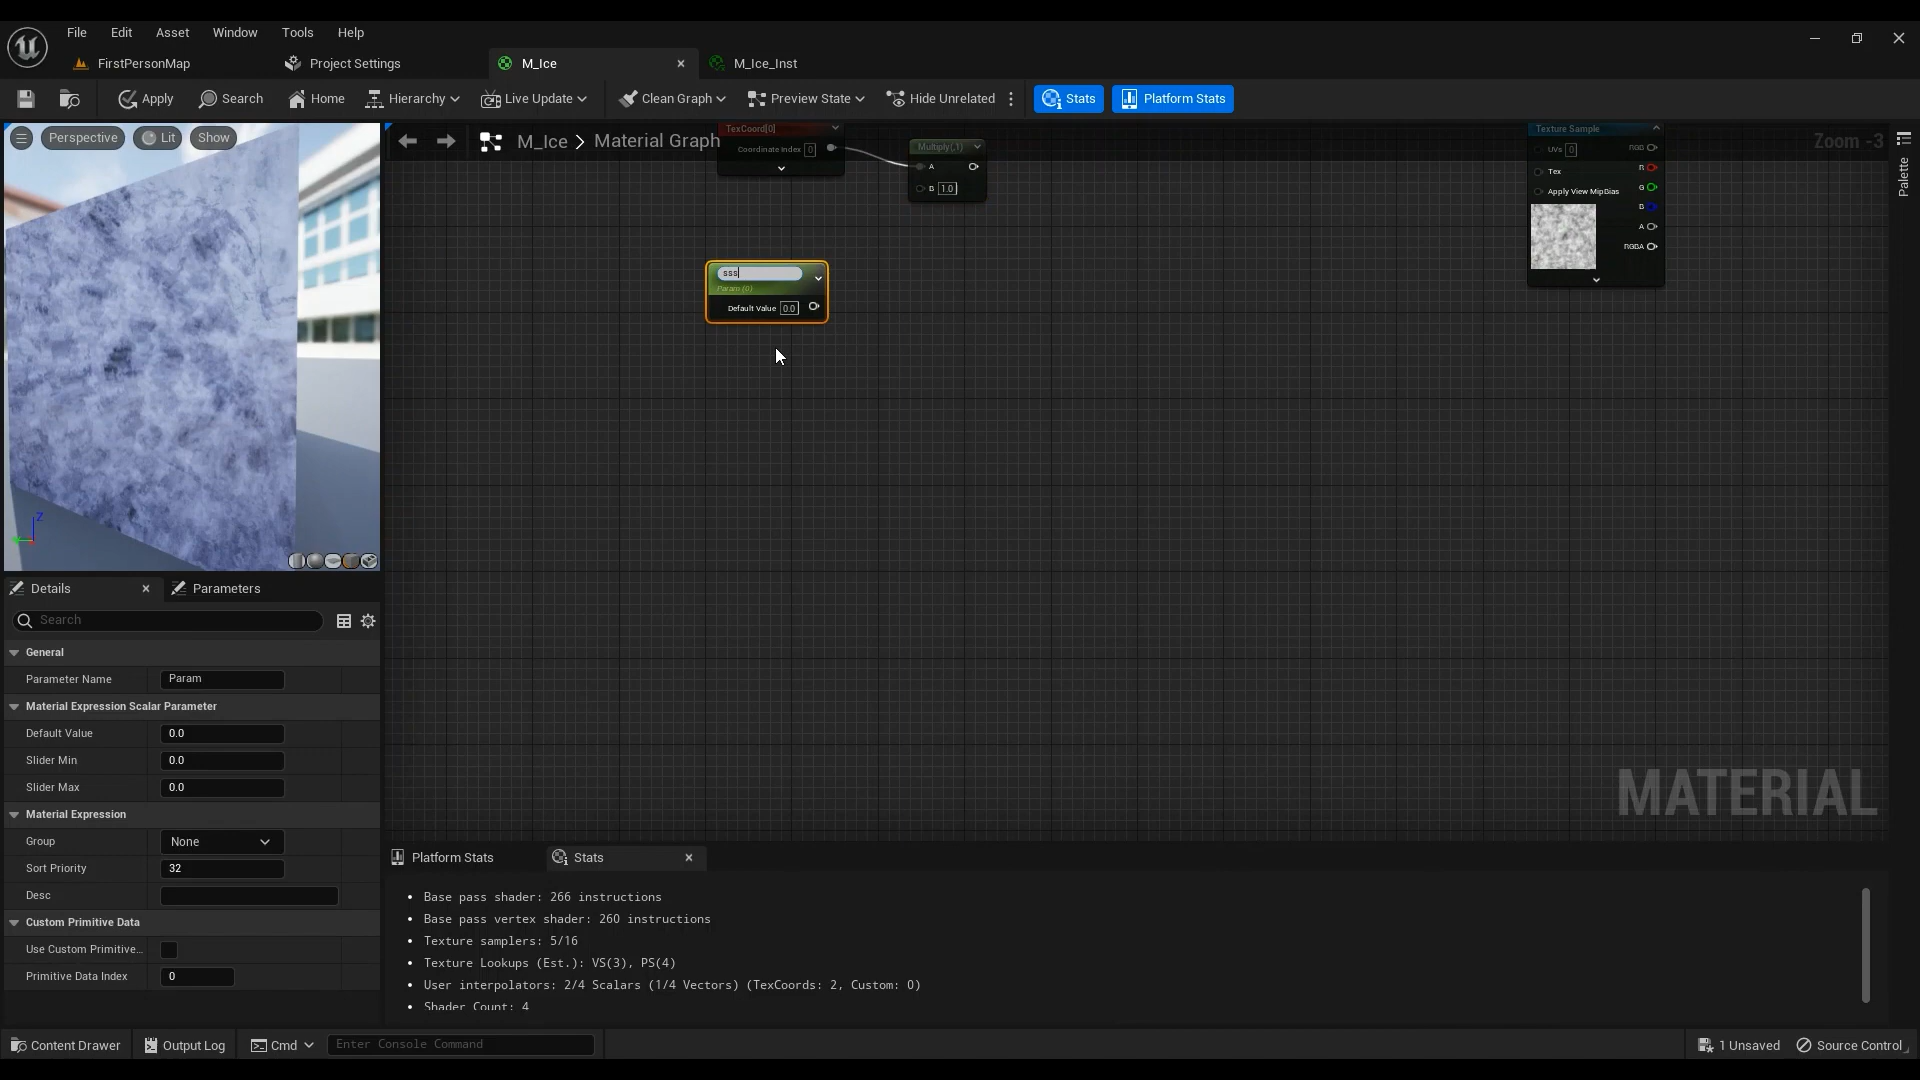 File Edit Asset Window Tools Help
FirstPersonMap Project Settings M_Ice M_Ice_Inst
Apply Search Home Hierarchy Live Update Clean Graph Preview State Hide Unrelated Stats Platform Stats
Perspective Lit Show
M_Ice > Material Graph
Zoom -3
Palette
TexCoord[0]
Coordinate Index 0
Multiply(,1)
A
B 1.0
Texture Sample
UVs 0 RGB
Tex R
Apply View MipBias G
B
A
RGBA
sss
Param (0)
Default Value 0.0
Z
MATERIAL
Details Parameters
Search
General
Parameter Name Param
Material Expression Scalar Parameter
Default Value 0.0
Slider Min 0.0
Slider Max 0.0
Material Expression
Group None
Sort Priority 32
Desc
Custom Primitive Data
Use Custom Primitive...
Primitive Data Index 0
Platform Stats Stats
• Base pass shader: 266 instructions
• Base pass vertex shader: 260 instructions
• Texture samplers: 5/16
• Texture Lookups (Est.): VS(3), PS(4)
• User interpolators: 2/4 Scalars (1/4 Vectors) (TexCoords: 2, Custom: 0)
• Shader Count: 4
Content Drawer Output Log Cmd Enter Console Command 1 Unsaved Source Control